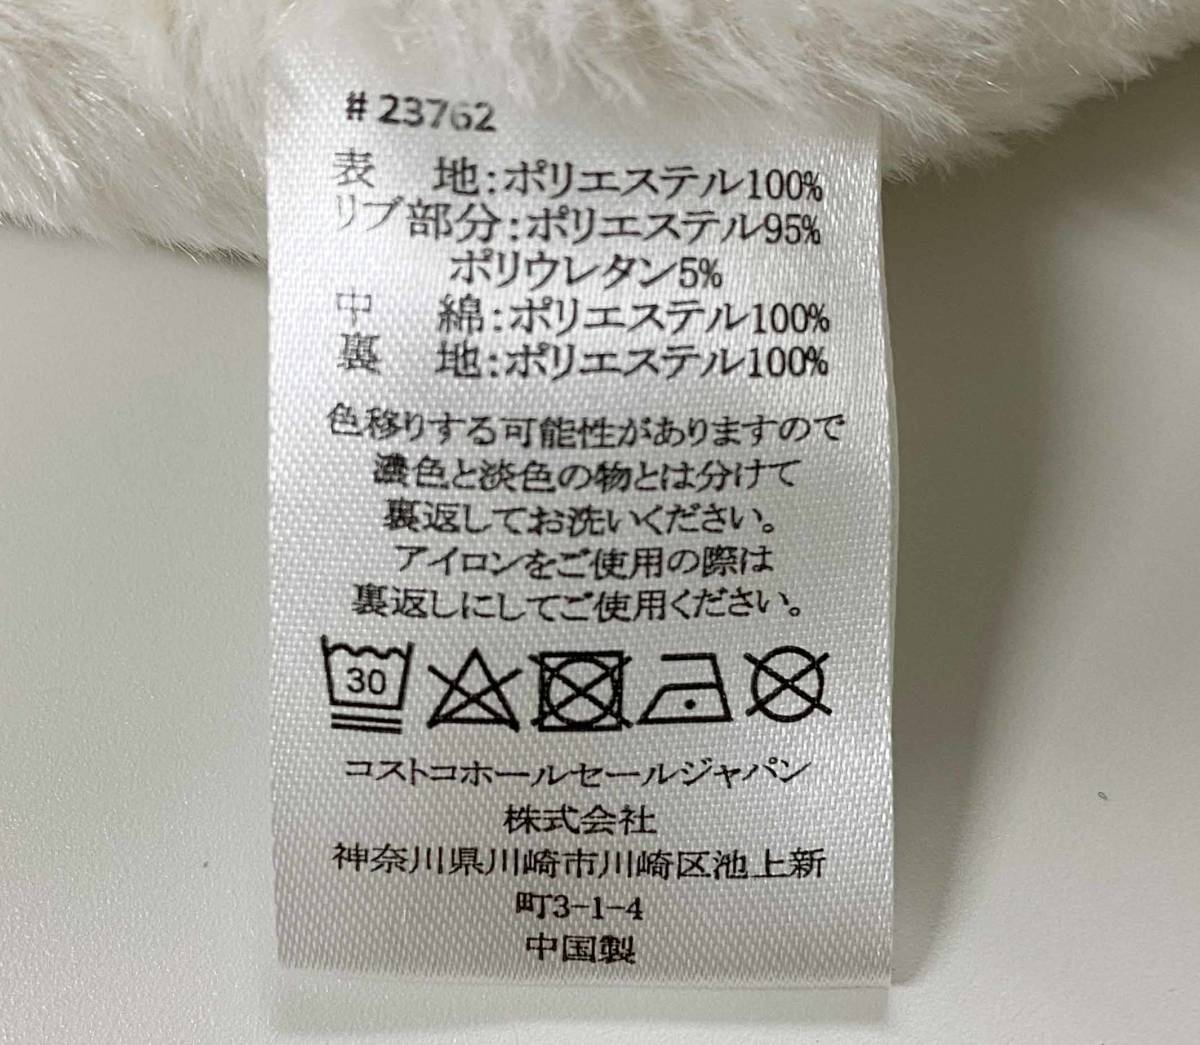 #23762
表　地:ポリエステル100%
リブ部分:ポリエステル95%
ポリウレタン5%
中　綿:ポリエステル100%
裏　地:ポリエステル100%
色移りする可能性がありますので
濃色と淡色の物とは分けて
裏返してお洗いください。
アイロンをご使用の際は
裏返しにしてご使用ください。
30
コストコホールセールジャパン
株式会社
神奈川県川崎市川崎区池上新
町3-1-4
中国製